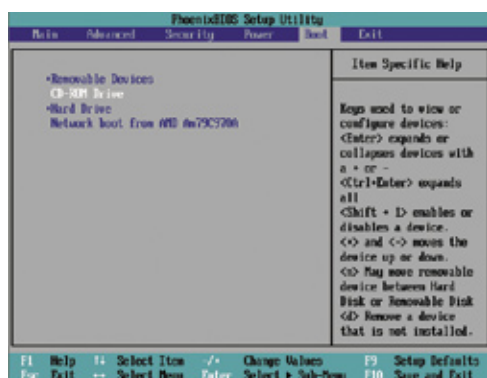 PhoenixBIOS Setup Utility
Main Advanced Security Power Boot Exit
Item Specific Help
-Removable Devices
CD-ROM Drive
-Hard Drive
Network boot from AMD Am79C970A
Keys used to view or
configure devices:
<Enter> expands or
collapses devices with
a + or -
<Ctrl+Enter> expands
all
<Shift + 1> enables or
disables a device.
<+> and <-> moves the
device up or down.
<n> May move removable
device between Hard
Disk or Removable Disk
<d> Remove a device
that is not installed.
F1 Help ↑↓ Select Item -/+ Change Values F9 Setup Defaults
Esc Exit ↔ Select Menu Enter Select ▶ Sub-Menu F10 Save and Exit